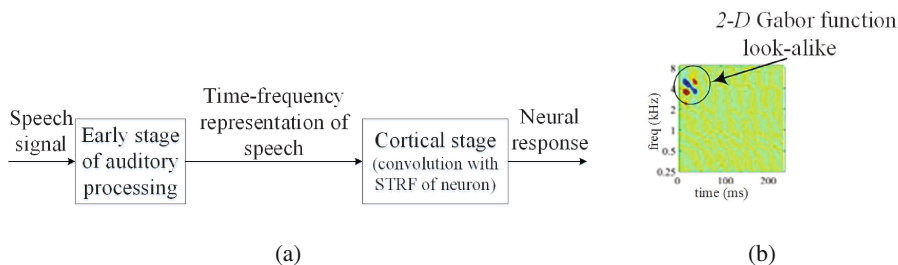 Speech
signal
Early stage
of auditory
processing
Time-frequency
representation of
speech
Cortical stage
(convolution with
STRF of neuron)
Neural
response
(a)
2-D Gabor function
look-alike
freq (kHz)
8
4
2
1
0.5
0.25
0 100 200
time (ms)
(b)